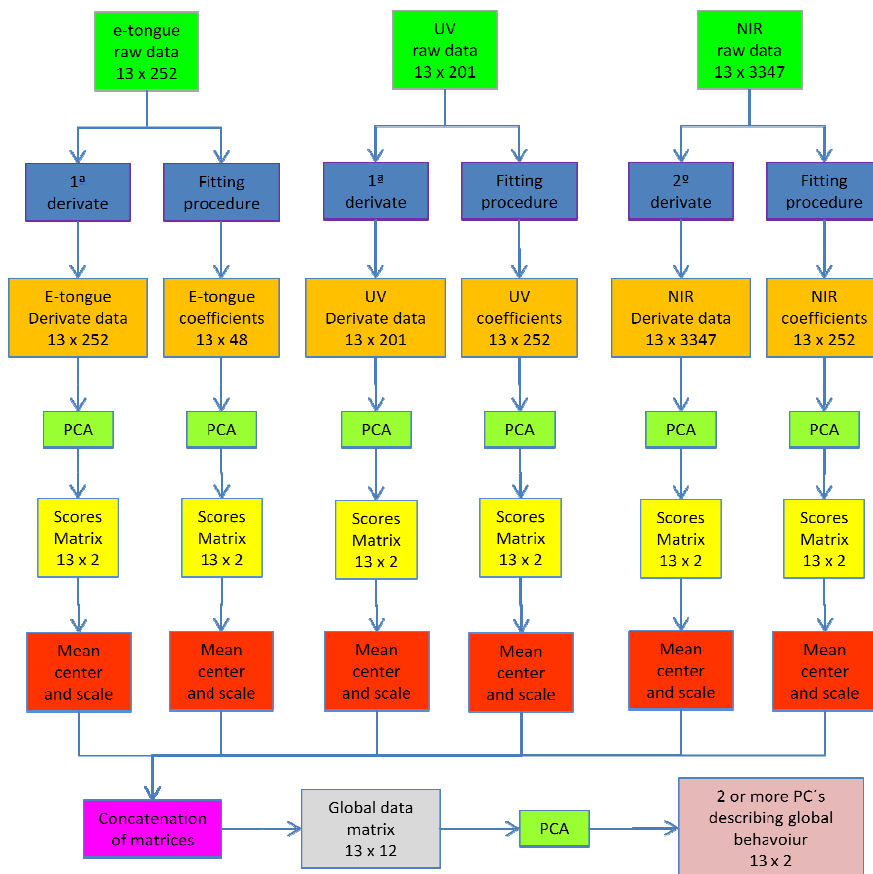 e-tongue
raw data
13 x 252
UV
raw data
13 x 201
NIR
raw data
13 x 3347
1ª
derivate
Fitting
procedure
1ª
derivate
Fitting
procedure
2º
derivate
Fitting
procedure
E-tongue
Derivate data
13 x 252
E-tongue
coefficients
13 x 48
UV
Derivate data
13 x 201
UV
coefficients
13 x 252
NIR
Derivate data
13 x 3347
NIR
coefficients
13 x 252
PCA
PCA
PCA
PCA
PCA
PCA
Scores
Matrix
13 x 2
Scores
Matrix
13 x 2
Scores
Matrix
13 x 2
Scores
Matrix
13 x 2
Scores
Matrix
13 x 2
Scores
Matrix
13 x 2
Mean
center
and scale
Mean
center
and scale
Mean
center
and scale
Mean
center
and scale
Mean
center
and scale
Mean
center
and scale
Concatenation
of matrices
Global data
matrix
13 x 12
PCA
2 or more PC´s
describing global
behavoiur
13 x 2